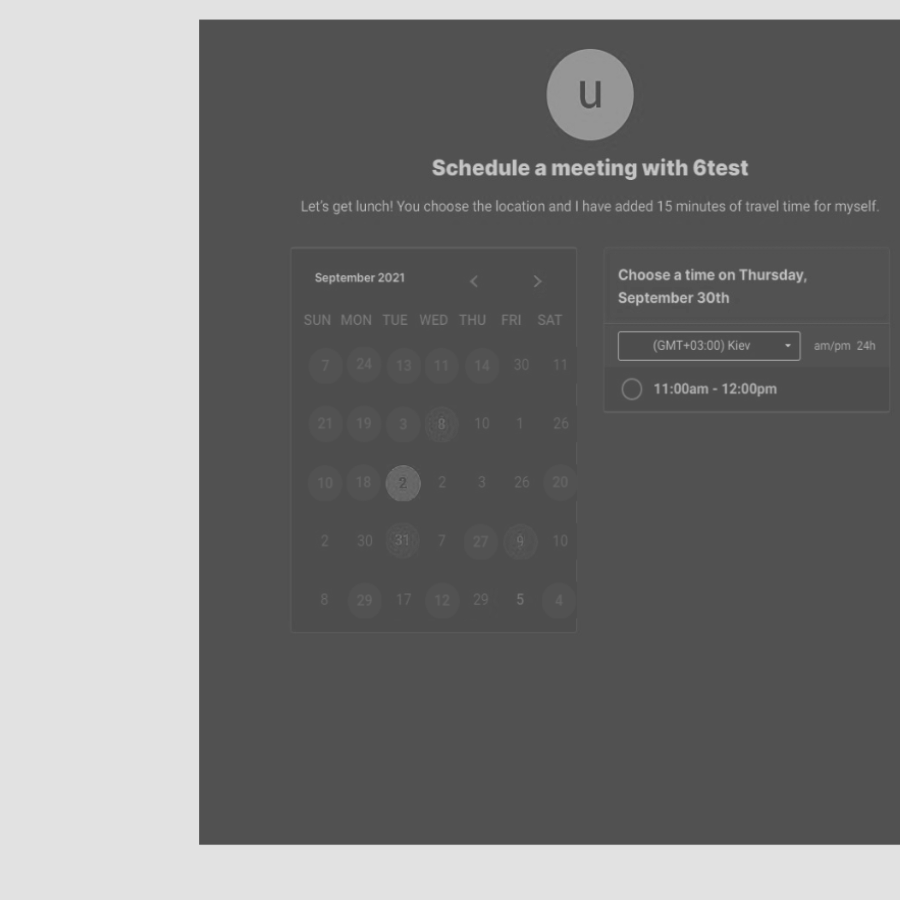 u
Schedule a meeting with 6test
Let's get lunch! You choose the location and I have added 15 minutes of travel time for myself.
September 2021
SUN MON TUE WED THU FRI SAT
7 24 13 11 14 30 11
21 19 3 8 10 1 26
10 18 2 2 3 26 20
2 30 31 7 27 9 10
8 29 17 12 29 5 4
Choose a time on Thursday,
September 30th
(GMT+03:00) Kiev am/pm 24h
11:00am - 12:00pm